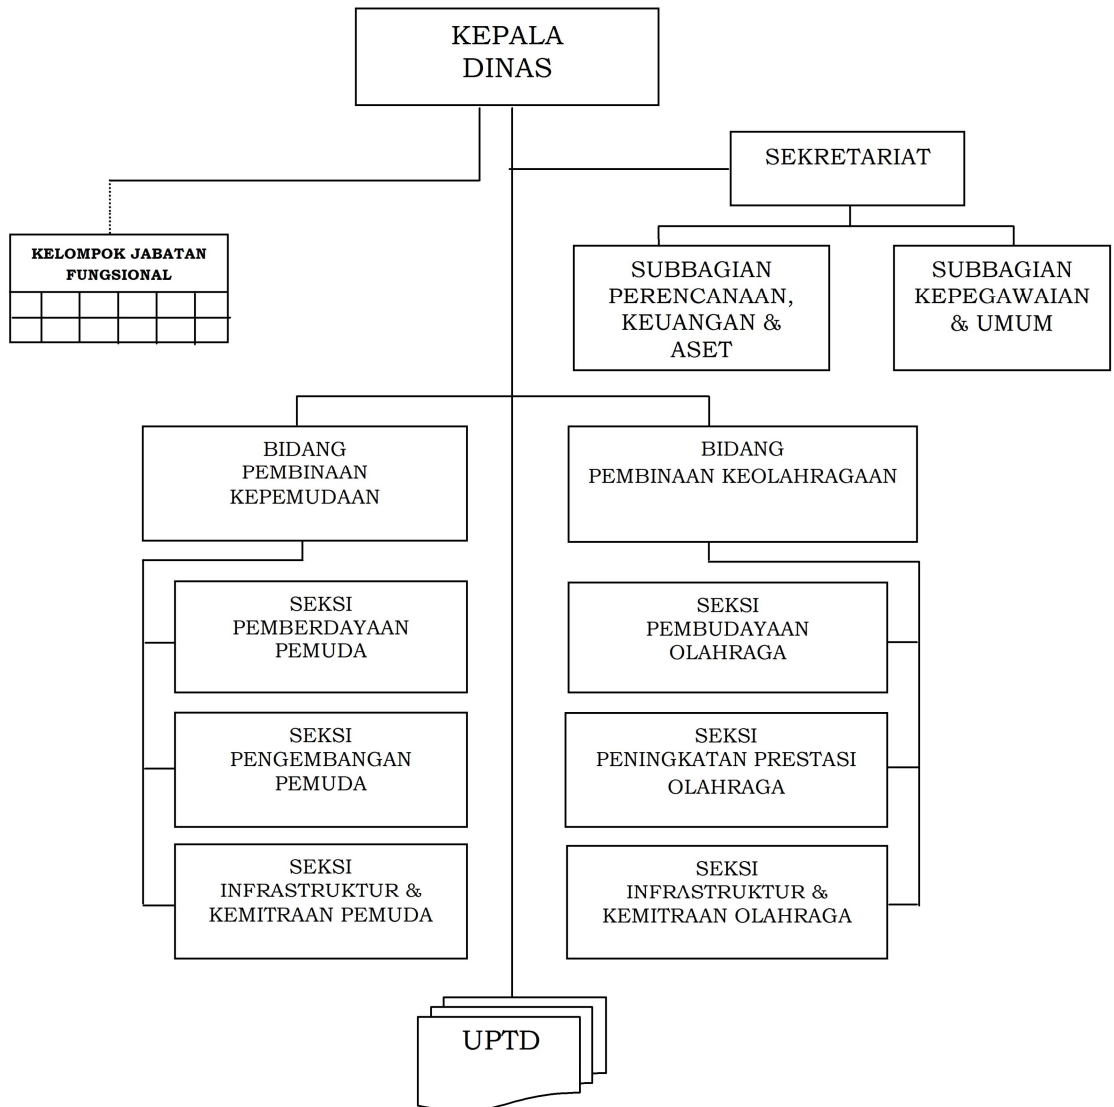 KEPALA
DINAS
SEKRETARIAT
KELOMPOK JABATAN
FUNGSIONAL
SUBBAGIAN
PERENCANAAN,
KEUANGAN &
ASET
SUBBAGIAN
KEPEGAWAIAN
& UMUM
BIDANG
PEMBINAAN
KEPEMUDAAN
BIDANG
PEMBINAAN KEOLAHRAGAAN
SEKSI
PEMBERDAYAAN
PEMUDA
SEKSI
PEMBUDAYAAN
OLAHRAGA
SEKSI
PENGEMBANGAN
PEMUDA
SEKSI
PENINGKATAN PRESTASI
OLAHRAGA
SEKSI
INFRASTRUKTUR &
KEMITRAAN PEMUDA
SEKSI
INFRASTRUKTUR &
KEMITRAAN OLAHRAGA
UPTD